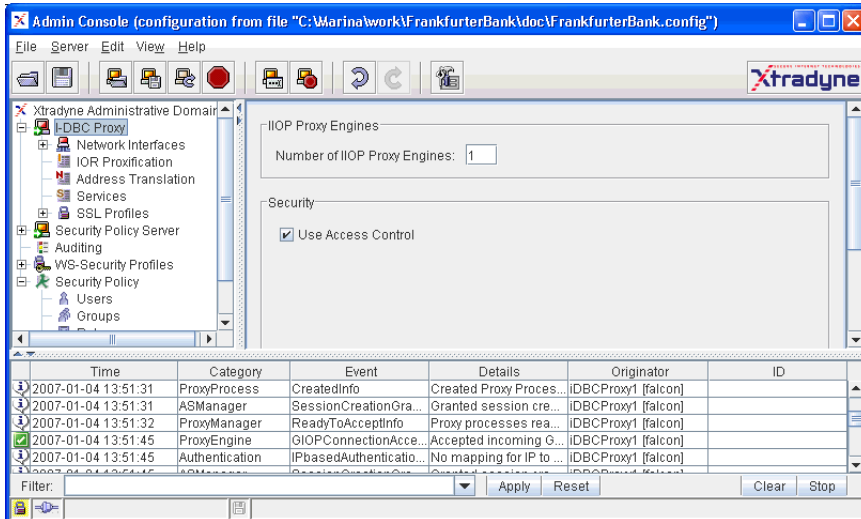 Admin Console (configuration from file "C:\Marina\work\FrankfurterBank\doc\FrankfurterBank.config")
File Server Edit View Help
Xtradyne
Xtradyne Administrative Domain
I-DBC Proxy
Network Interfaces
IOR Proxification
Address Translation
Services
SSL Profiles
Security Policy Server
Auditing
WS-Security Profiles
Security Policy
Users
Groups
IIOP Proxy Engines
Number of IIOP Proxy Engines: 1
Security
Use Access Control
Time Category Event Details Originator ID
2007-01-04 13:51:31 ProxyProcess CreatedInfo Created Proxy Proces... iDBCProxy1 [falcon]
2007-01-04 13:51:31 ASManager SessionCreationGra... Granted session cre... iDBCProxy1 [falcon]
2007-01-04 13:51:32 ProxyManager ReadyToAcceptInfo Proxy processes rea... iDBCProxy1 [falcon]
2007-01-04 13:51:45 ProxyEngine GIOPConnectionAcce... Accepted incoming G... iDBCProxy1 [falcon]
2007-01-04 13:51:45 Authentication IPbasedAuthenticatio... No mapping for IP to ... iDBCProxy1 [falcon]
Filter: Apply Reset Clear Stop